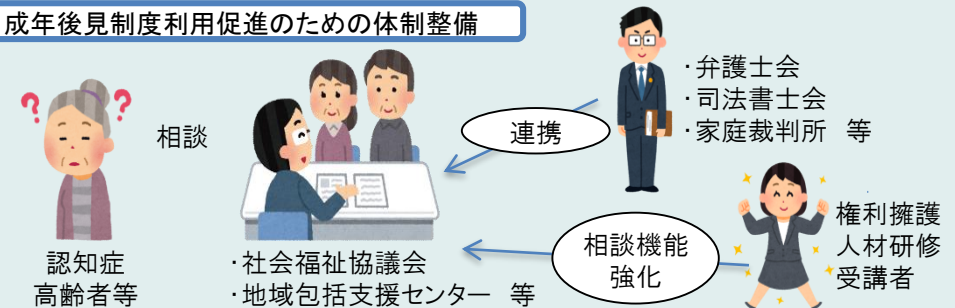 成年後見制度利用促進のための体制整備
相談
連携
・弁護士会
・司法書士会
・家庭裁判所 等
認知症
高齢者等
・社会福祉協議会
・地域包括支援センター 等
相談機能
強化
権利擁護
人材研修
受講者